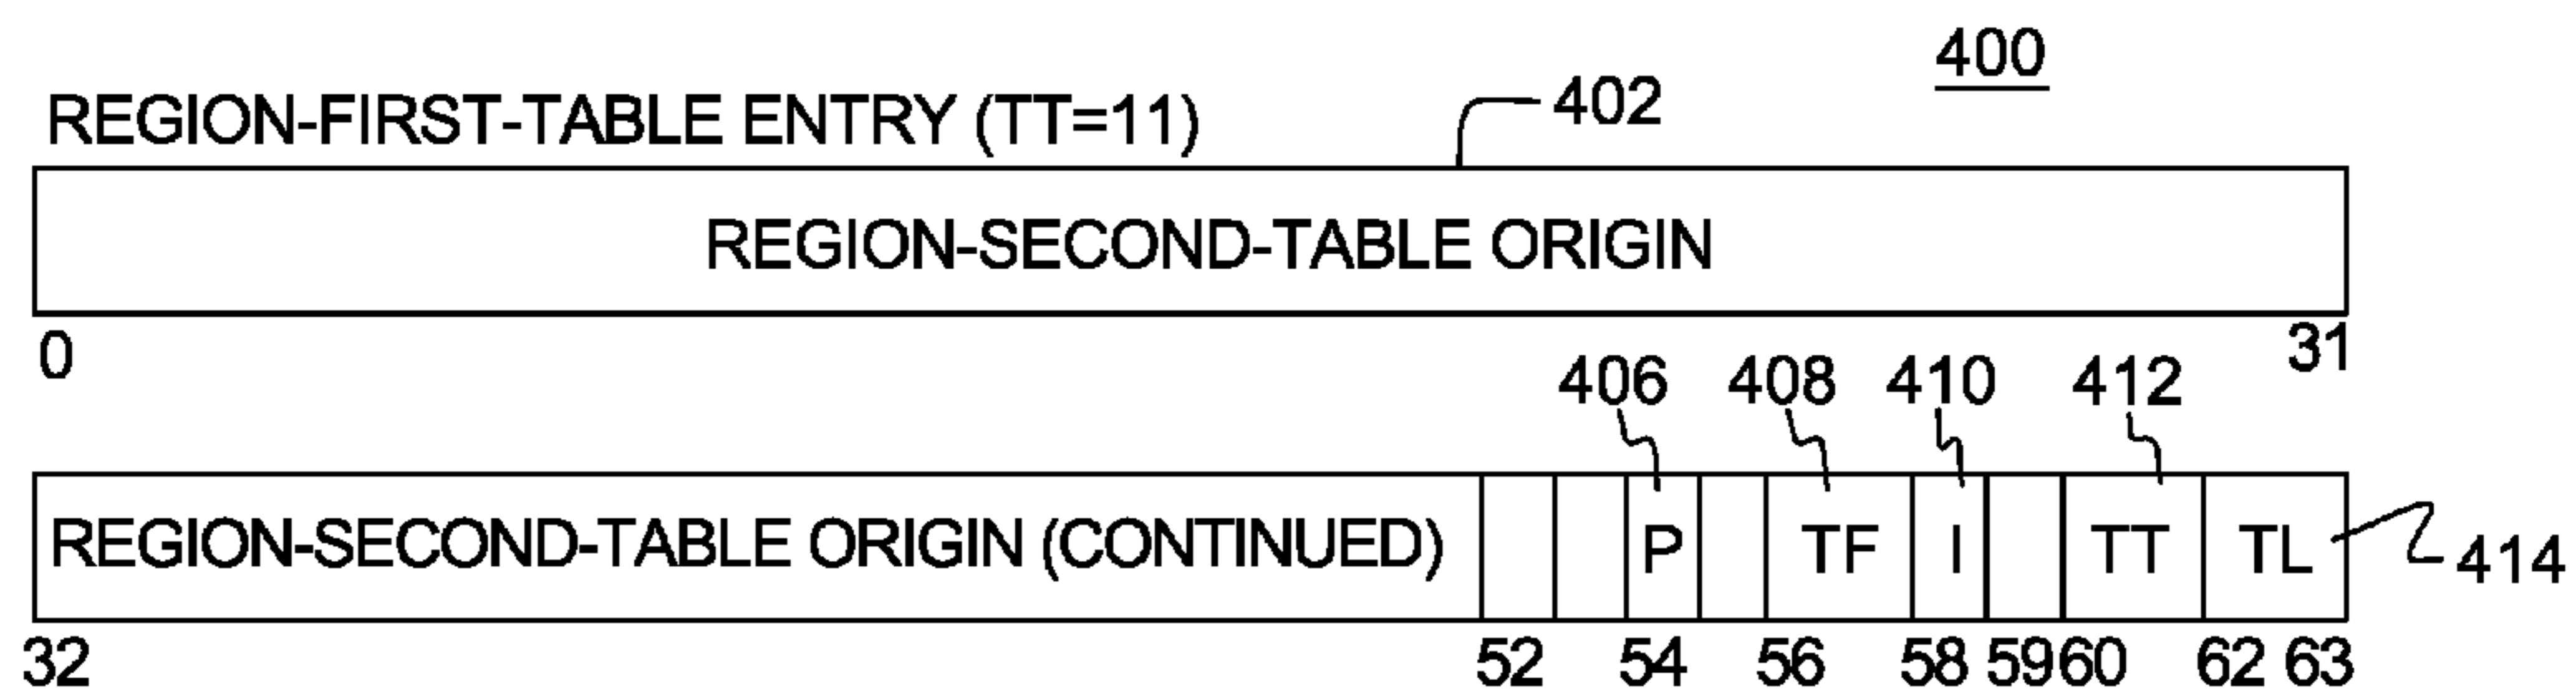 400
REGION-FIRST-TABLE ENTRY (TT=11)
402
REGION-SECOND-TABLE ORIGIN
0 31
406 408 410 412
REGION-SECOND-TABLE ORIGIN (CONTINUED) P TF I TT TL
414
32 52 54 56 58 59 60 62 63